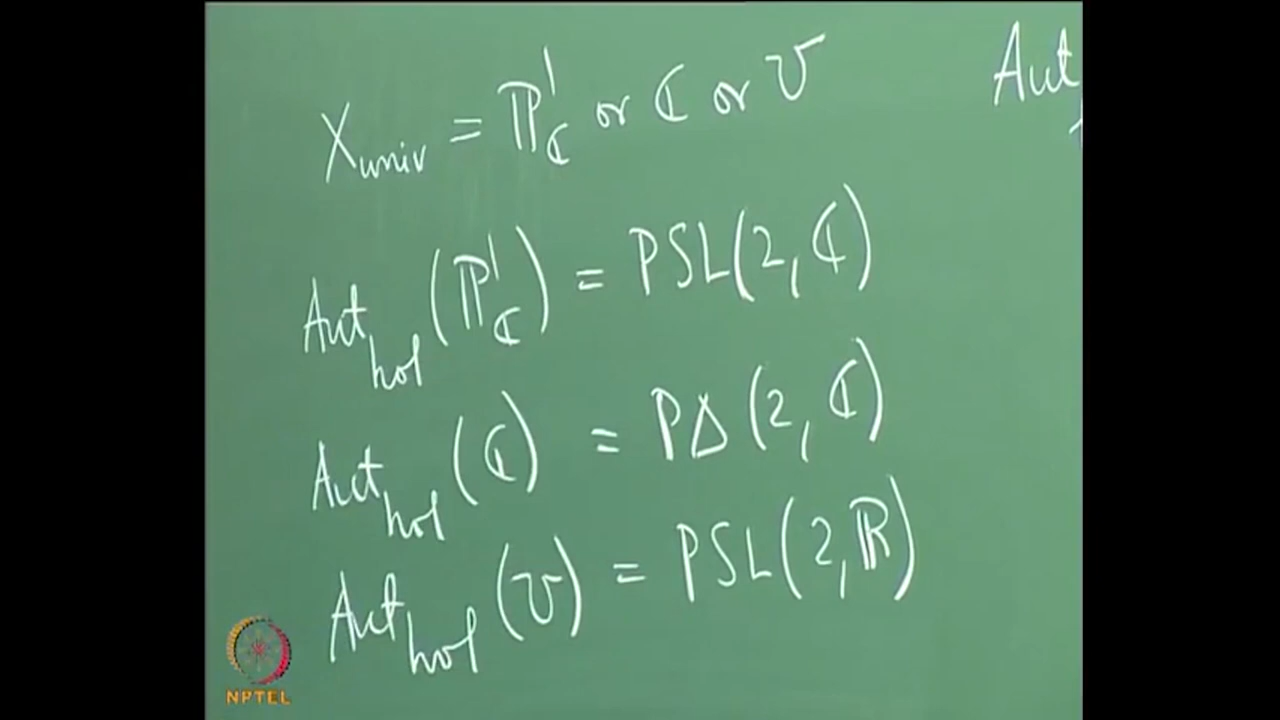 X_univ = ℙ¹_ℂ or ℂ or U
Aut
Aut_hol (ℙ¹_ℂ) = PSL(2, ℂ)
Aut_hol (ℂ) = PΔ(2, ℂ)
Aut_hol (U) = PSL(2, ℝ)
NPTEL